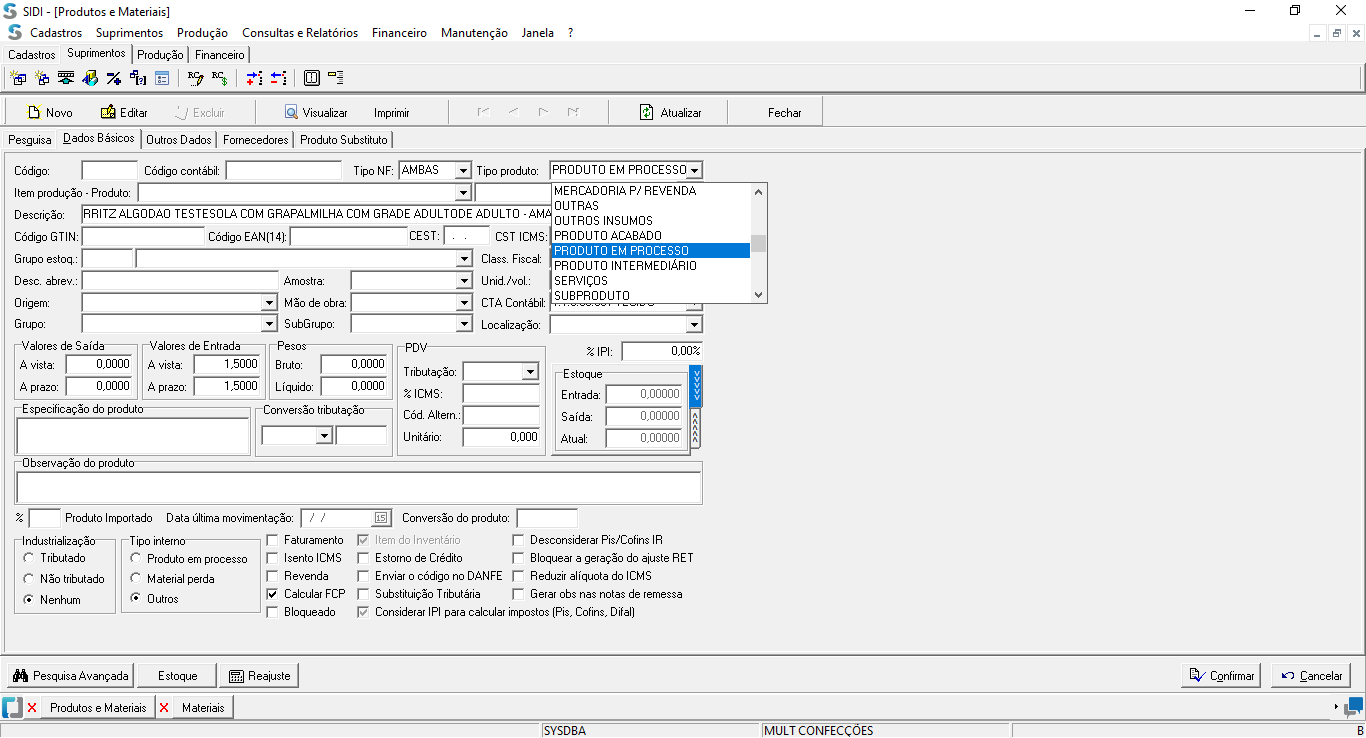 SIDI - [Produtos e Materiais]
Cadastros Suprimentos Produção Consultas e Relatórios Financeiro Manutenção Janela ?
Cadastros Suprimentos Produção Financeiro
Novo Editar Excluir Visualizar Imprimir Atualizar Fechar
Pesquisa Dados Básicos Outros Dados Fornecedores Produto Substituto
Código: Código contábil: Tipo NF: AMBAS Tipo produto: PRODUTO EM PROCESSO
Item produção - Produto:
MERCADORIA P/ REVENDA
OUTRAS
OUTROS INSUMOS
PRODUTO ACABADO
PRODUTO EM PROCESSO
PRODUTO INTERMEDIÁRIO
SERVIÇOS
SUBPRODUTO
Descrição: RRITZ ALGODAO TESTESOLA COM GRAPALMILHA COM GRADE ADULTODE ADULTO - AMA
Código GTIN: Código EAN(14): CEST: . . CST ICMS:
Grupo estoq.: Class. Fiscal:
Desc. abrev.: Amostra: Unid./vol.:
Origem: Mão de obra: CTA Contábil:
Grupo: SubGrupo: Localização:
Valores de Saída Valores de Entrada Pesos PDV % IPI: 0,00%
A vista: 0,0000 A vista: 1,5000 Bruto: 0,0000 Tributação: Estoque
A prazo: 0,0000 A prazo: 1,5000 Líquido: 0,0000 % ICMS: Entrada: 0,00000
Especificação do produto Conversão tributação Cód. Altern.: Saída: 0,00000
Unitário: 0,000 Atual: 0,00000
Observação do produto
% Produto Importado Data última movimentação: / / 15 Conversão do produto:
Industrialização Tipo interno Faturamento Item do Inventário Desconsiderar Pis/Cofins IR
Tributado Produto em processo Isento ICMS Estorno de Crédito Bloquear a geração do ajuste RET
Não tributado Material perda Revenda Enviar o código no DANFE Reduzir alíquota do ICMS
Nenhum Outros Calcular FCP Substituição Tributária Gerar obs nas notas de remessa
Bloqueado Considerar IPI para calcular impostos (Pis, Cofins, Difal)
Pesquisa Avançada Estoque Reajuste Confirmar Cancelar
Produtos e Materiais Materiais
SYSDBA MULT CONFECÇÕES B